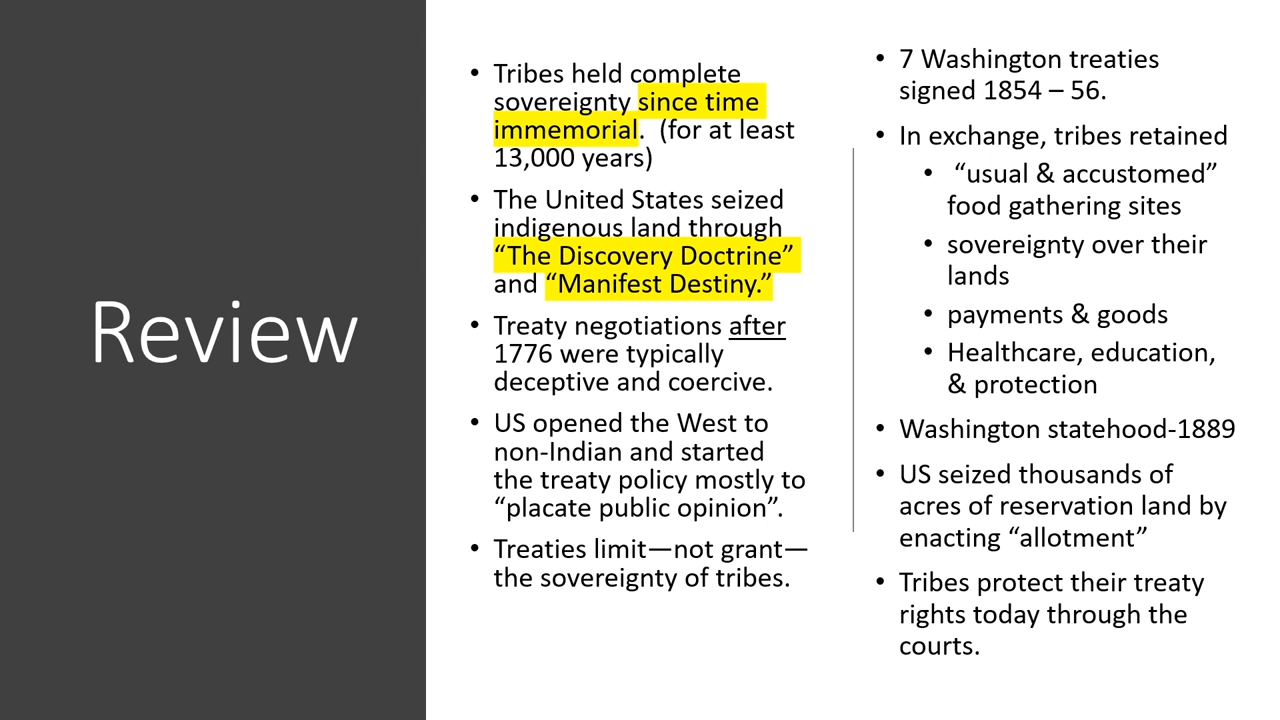 Review
• Tribes held complete
sovereignty since time
immemorial.  (for at least
13,000 years)
• The United States seized
indigenous land through
“The Discovery Doctrine”
and “Manifest Destiny.”
• Treaty negotiations after
1776 were typically
deceptive and coercive.
• US opened the West to
non-Indian and started
the treaty policy mostly to
“placate public opinion”.
• Treaties limit—not grant—
the sovereignty of tribes.
• 7 Washington treaties
signed 1854 – 56.
• In exchange, tribes retained
• “usual & accustomed”
food gathering sites
• sovereignty over their
lands
• payments & goods
• Healthcare, education,
& protection
• Washington statehood-1889
• US seized thousands of
acres of reservation land by
enacting “allotment”
• Tribes protect their treaty
rights today through the
courts.